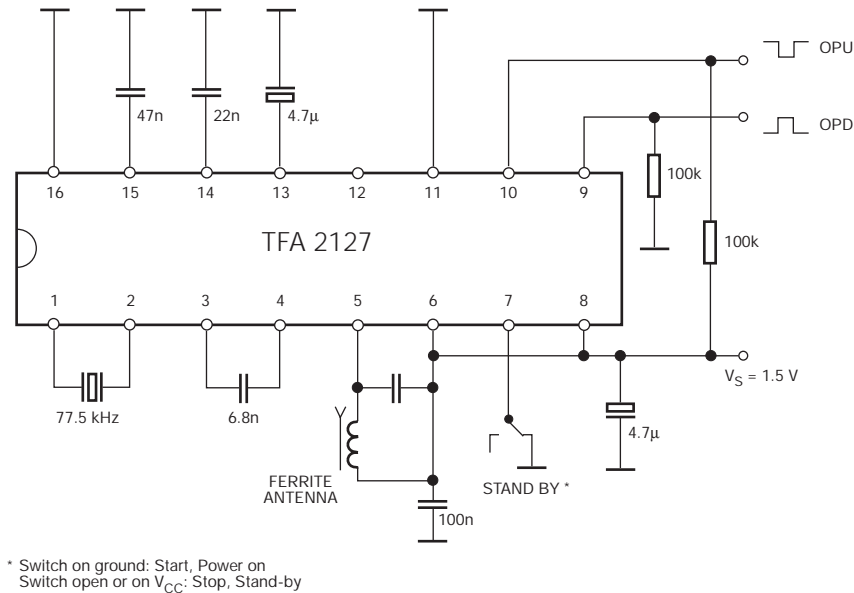 OPU
47n
22n
4.7µ
OPD
100k
16
15
14
13
12
11
10
9
100k
TFA 2127
1
2
3
4
5
6
7
8
77.5 kHz
6.8n
V_S = 1.5 V
4.7µ
FERRITE
ANTENNA
STAND BY *
100n
* Switch on ground: Start, Power on
Switch open or on V_CC: Stop, Stand-by